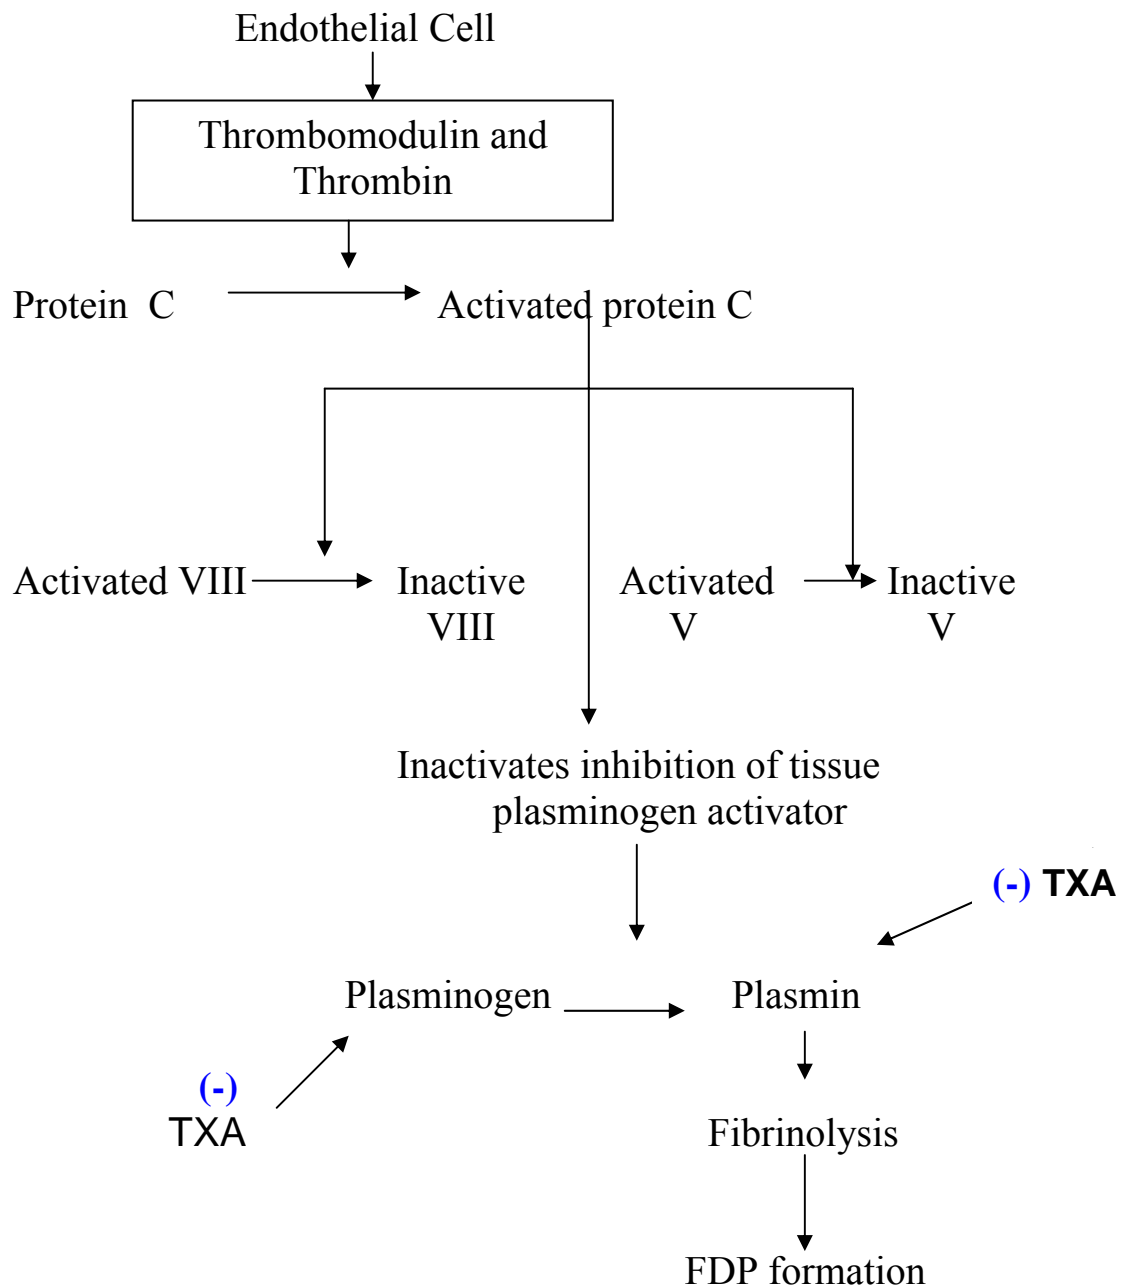 Endothelial Cell
Thrombomodulin and
Thrombin
Protein C
Activated protein C
Activated VIII
Inactive
VIII
Activated
V
Inactive
V
Inactivates inhibition of tissue
plasminogen activator
(-) TXA
Plasminogen
Plasmin
(-)
TXA
Fibrinolysis
FDP formation